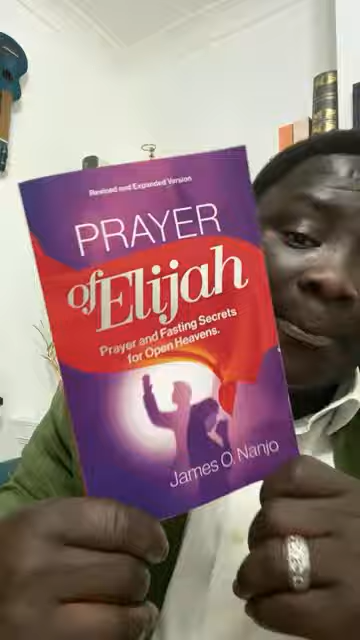 Revised and Expanded Version
PRAYER
of Elijah
Prayer and Fasting Secrets
for Open Heavens.
James O. Nanjo